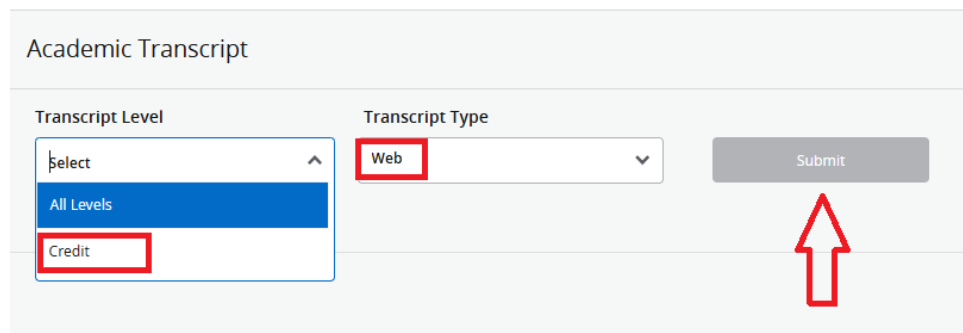 Academic Transcript
Transcript Level
Transcript Type
Select
Web
Submit
All Levels
Credit